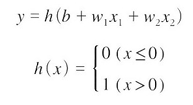 y = h(b + w₁x₁ + w₂x₂)
h(x) = { 0 (x ≤ 0)
1 (x > 0)